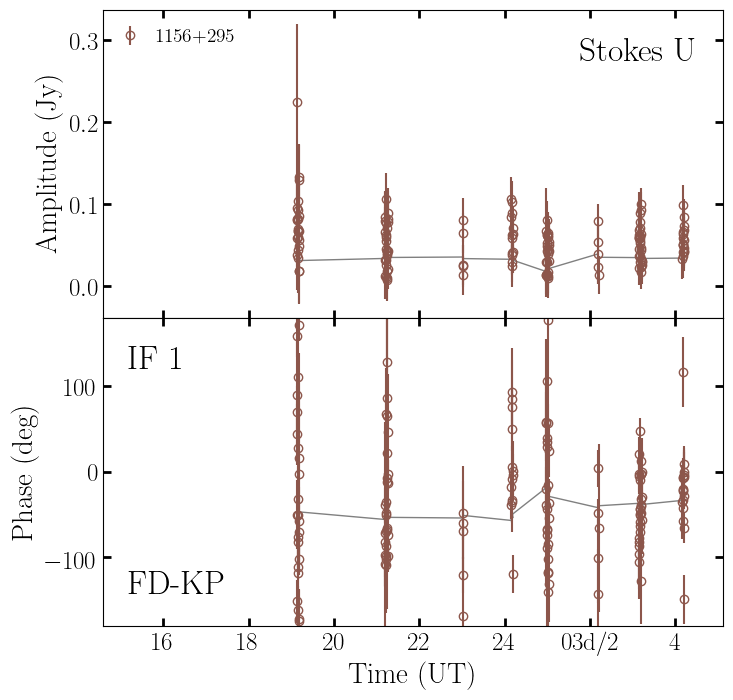 0.3
0.2
0.1
0.0
Amplitude (Jy)
1156+295
Stokes U
100
0
−100
Phase (deg)
IF 1
FD-KP
16 18 20 22 24 03d/2 4
Time (UT)